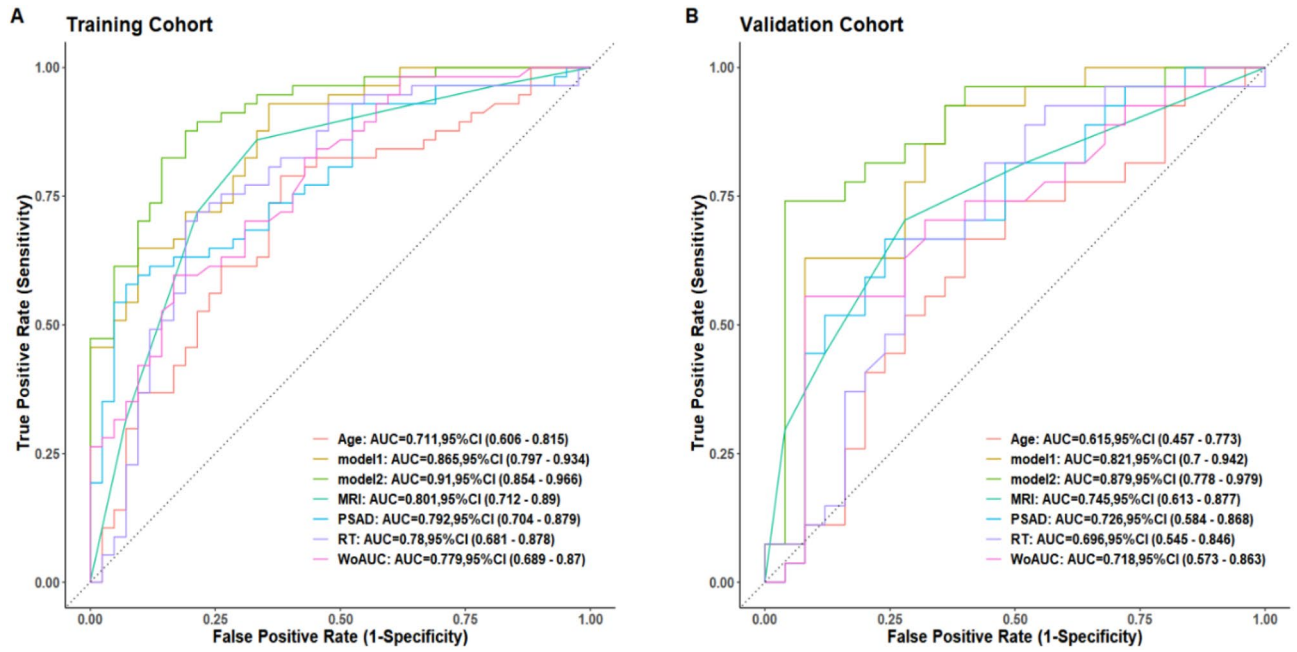 A
Training Cohort
1.00
0.75
0.50
0.25
0.00
True Positive Rate (Sensitivity)
Age: AUC=0.711,95%CI (0.606 - 0.815)
model1: AUC=0.865,95%CI (0.797 - 0.934)
model2: AUC=0.91,95%CI (0.854 - 0.966)
MRI: AUC=0.801,95%CI (0.712 - 0.89)
PSAD: AUC=0.792,95%CI (0.704 - 0.879)
RT: AUC=0.78,95%CI (0.681 - 0.878)
WoAUC: AUC=0.779,95%CI (0.689 - 0.87)
0.00 0.25 0.50 0.75 1.00
False Positive Rate (1-Specificity)
B
Validation Cohort
1.00
0.75
0.50
0.25
0.00
True Positive Rate (Sensitivity)
Age: AUC=0.615,95%CI (0.457 - 0.773)
model1: AUC=0.821,95%CI (0.7 - 0.942)
model2: AUC=0.879,95%CI (0.778 - 0.979)
MRI: AUC=0.745,95%CI (0.613 - 0.877)
PSAD: AUC=0.726,95%CI (0.584 - 0.868)
RT: AUC=0.696,95%CI (0.545 - 0.846)
WoAUC: AUC=0.718,95%CI (0.573 - 0.863)
0.00 0.25 0.50 0.75 1.00
False Positive Rate (1-Specificity)